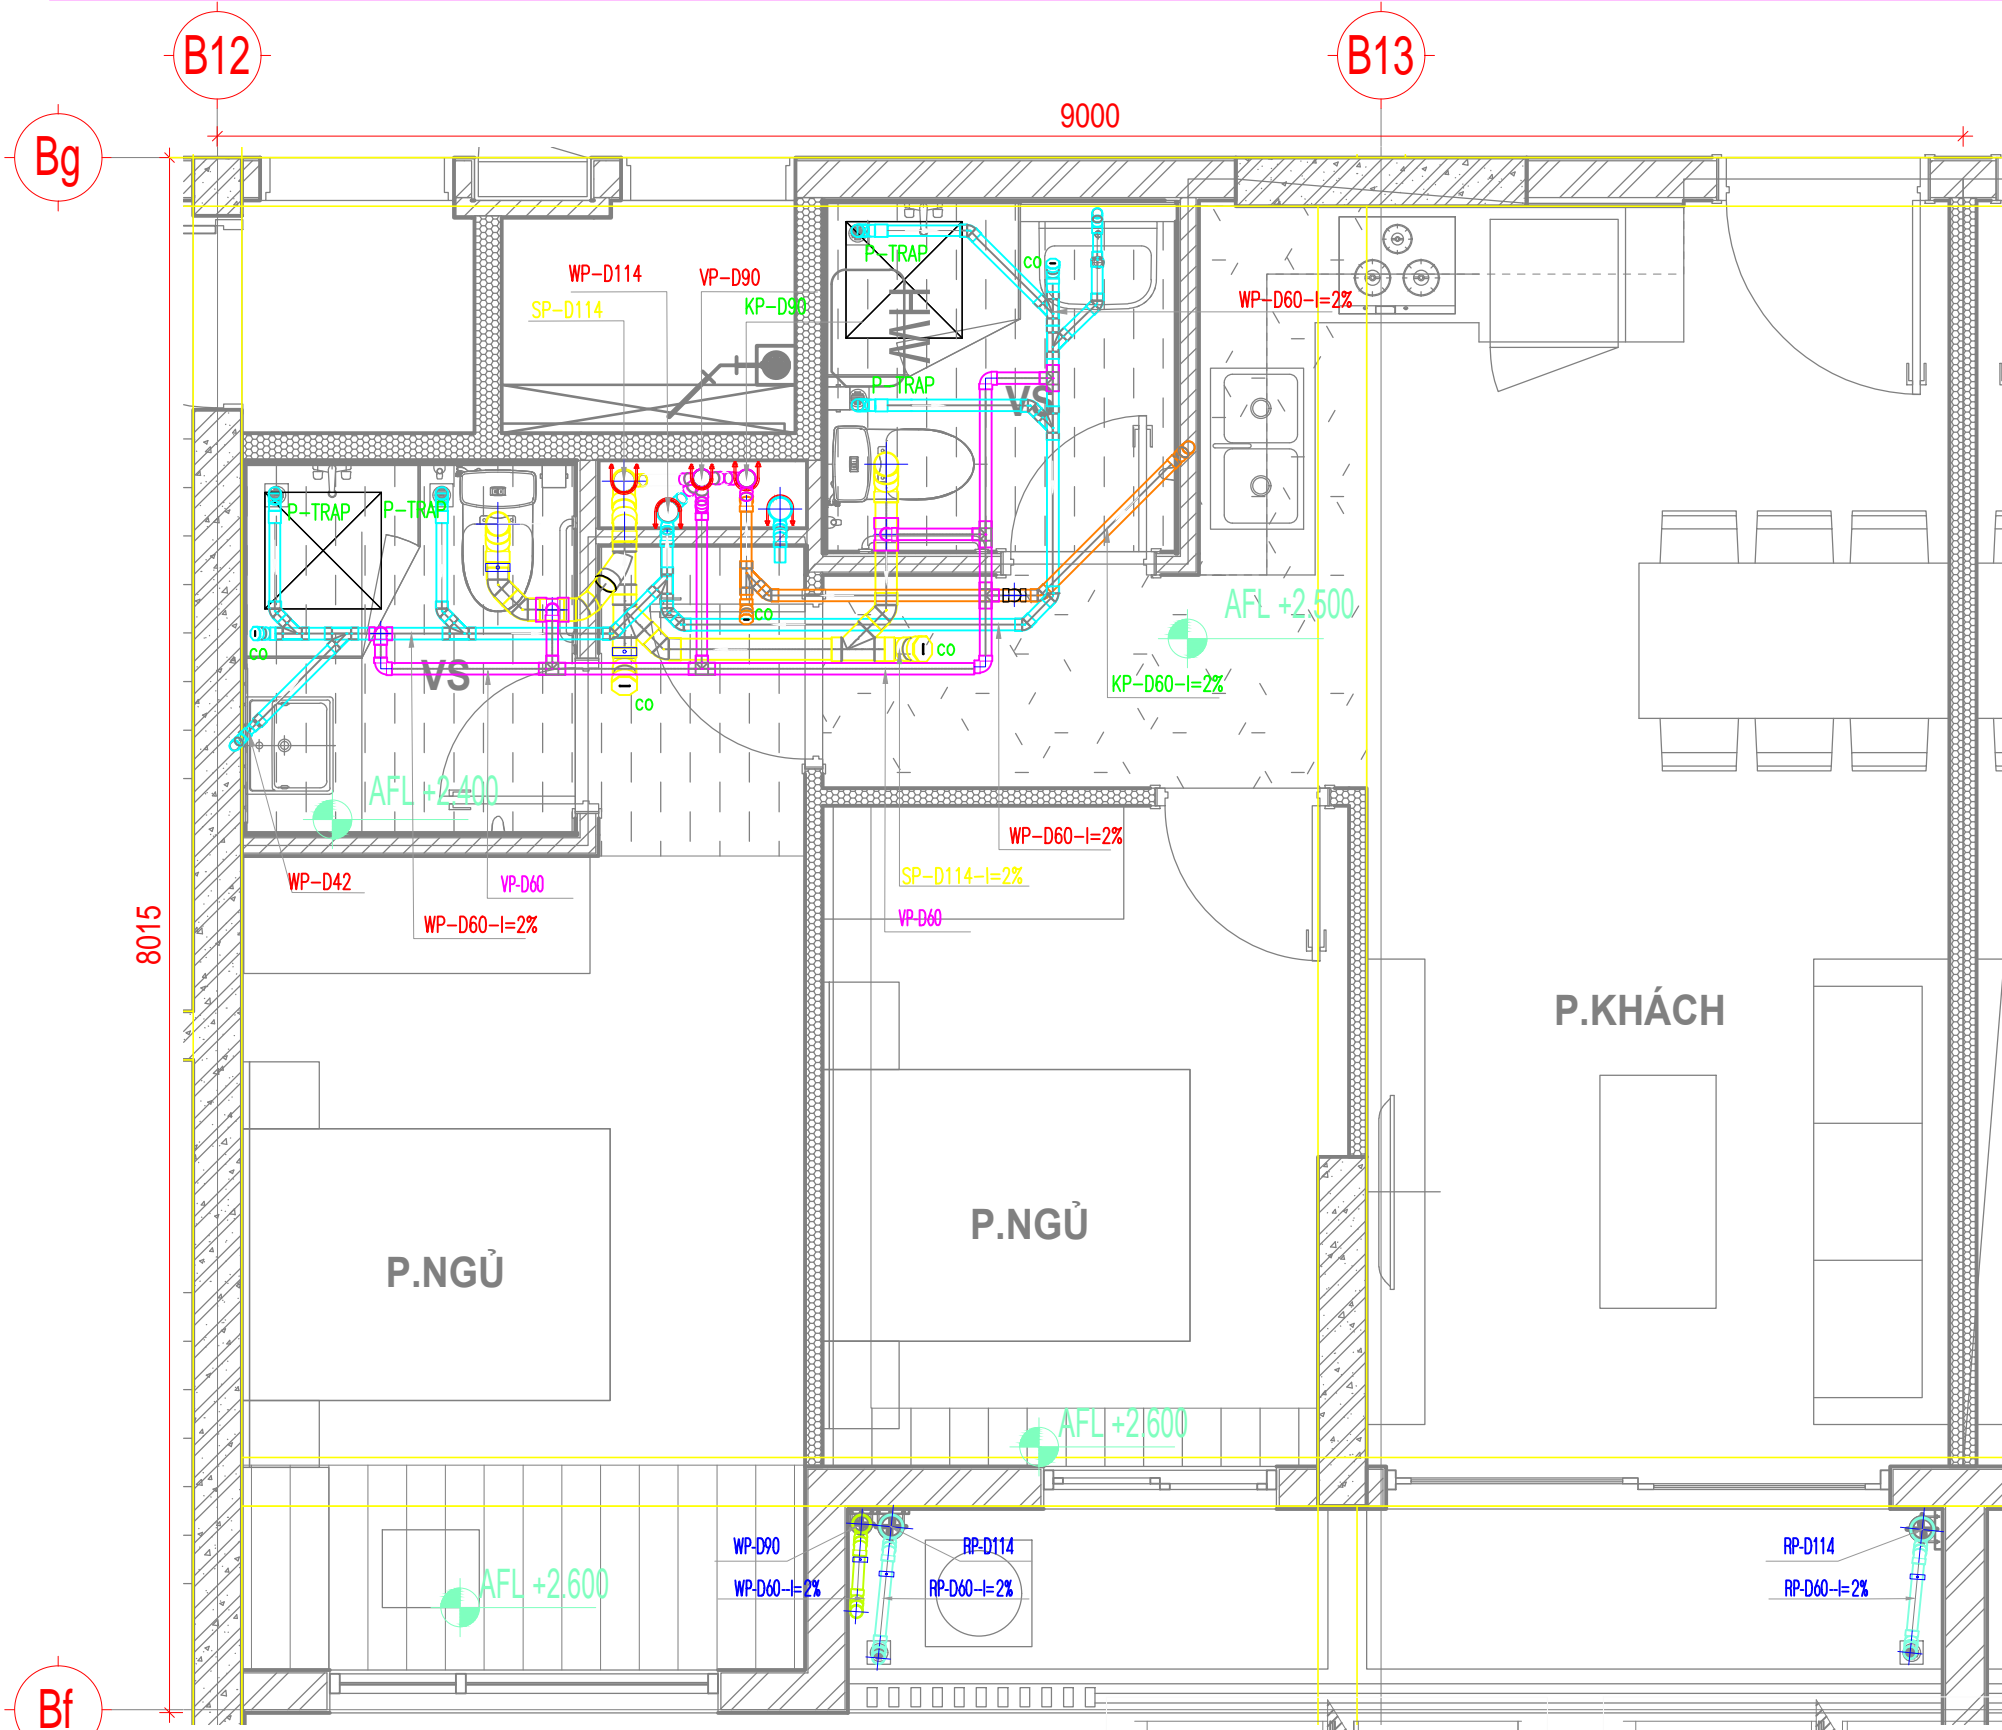 B12
B13
9000
Bg
WP-D114
VP-D90
SP-D114
KP-D90
P-TRAP
HWH
CO
WP-D60-I=2%
P-TRAP
VS
P-TRAP
P-TRAP
CO
AFL +2.500
CO
CO
CO
VS
KP-D60-I=2%
AFL +2.400
WP-D60-I=2%
WP-D42
VP-D60
SP-D114-I=2%
WP-D60-I=2%
VP-D60
8015
P.KHÁCH
P.NGỦ
P.NGỦ
AFL +2.600
WP-D90
RP-D114
RP-D114
AFL +2.600
WP-D60-I=2%
RP-D60-I=2%
RP-D60-I=2%
Bf